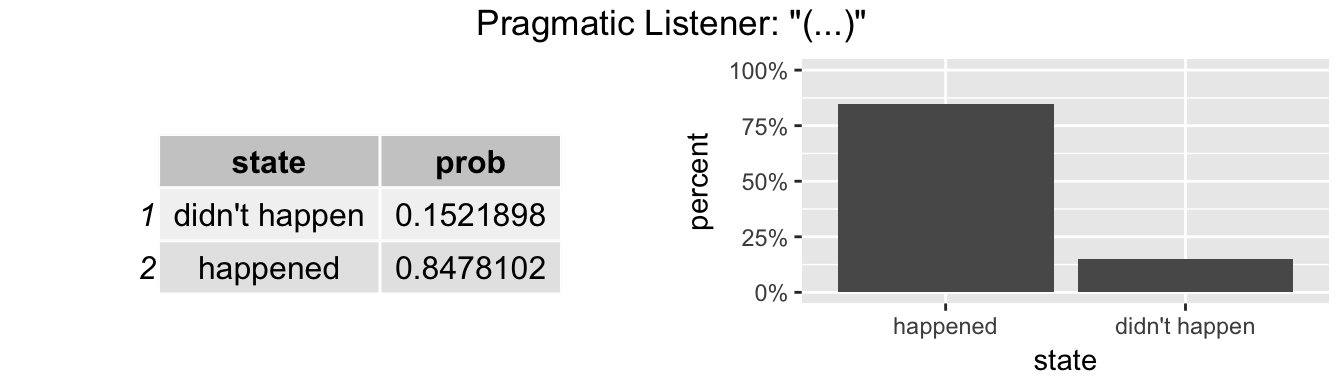 Pragmatic Listener: "(...)"
state prob
1 didn't happen 0.1521898
2 happened 0.8478102
percent
100%
75%
50%
25%
0%
happened didn't happen
state